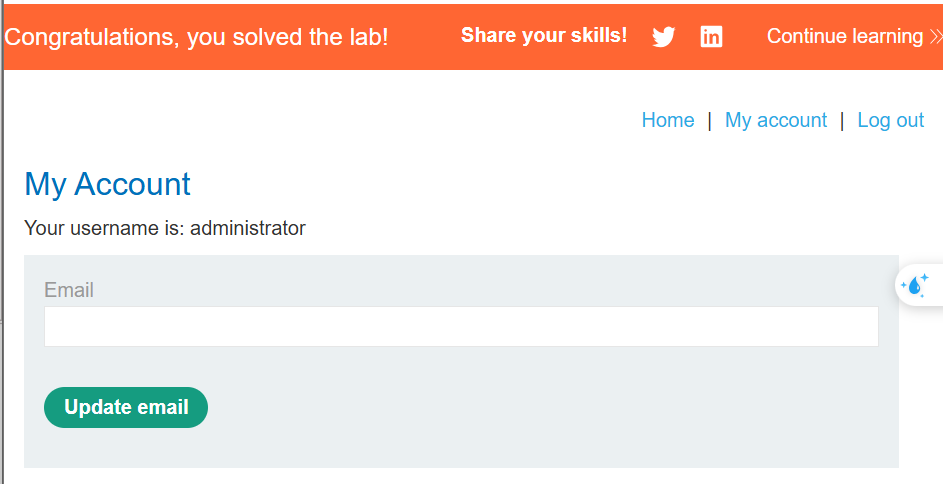 Congratulations, you solved the lab! Share your skills! Continue learning
Home | My account | Log out
My Account
Your username is: administrator
Email
Update email